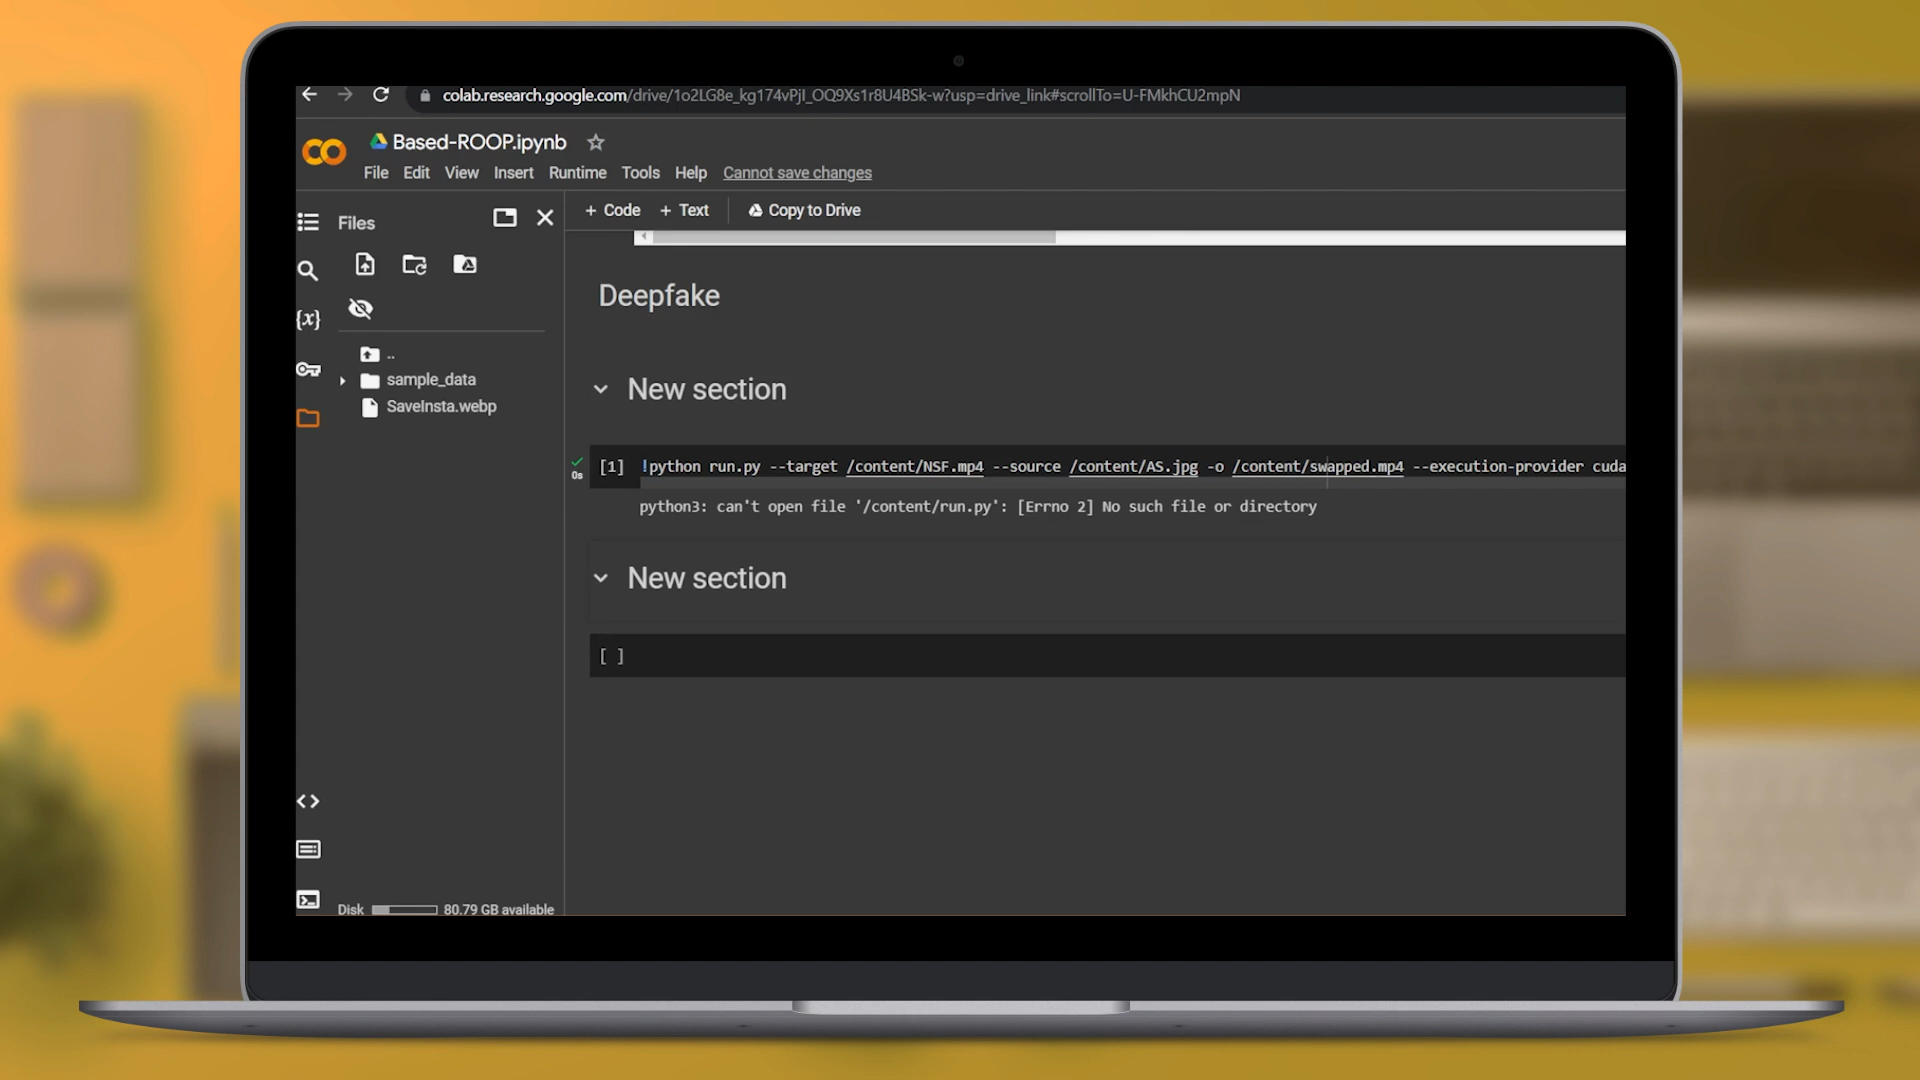 colab.research.google.com/drive/1o2LG8e_kg174vPjI_OQ9Xs1r8U4BSk-w?usp=drive_link#scrollTo=U-FMkhCU2mpN
Based-ROOP.ipynb
File Edit View Insert Runtime Tools Help Cannot save changes
Files
+ Code + Text Copy to Drive
{x}
..
sample_data
SaveInsta.webp
Deepfake
New section
[1] !python run.py --target /content/NSF.mp4 --source /content/AS.jpg -o /content/swapped.mp4 --execution-provider cuda
0s
python3: can't open file '/content/run.py': [Errno 2] No such file or directory
New section
[ ]
Disk 80.79 GB available